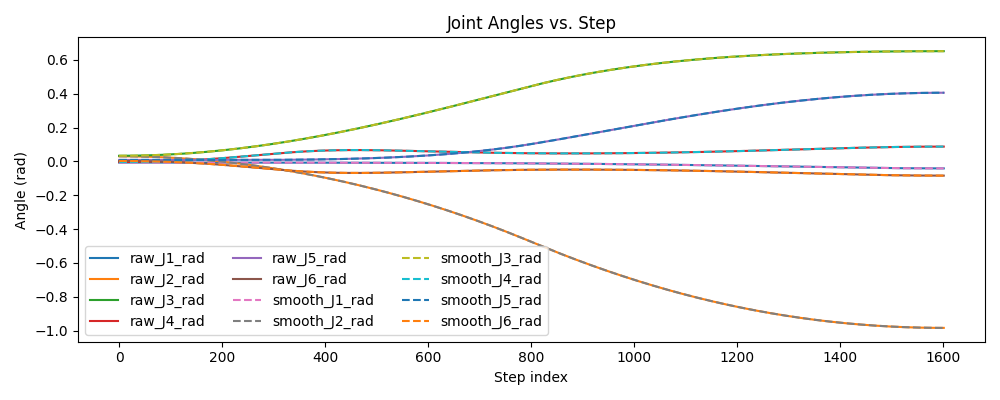 Joint Angles vs. Step
Angle (rad)
0.6
0.4
0.2
0.0
−0.2
−0.4
−0.6
−0.8
−1.0
raw_J1_rad
raw_J2_rad
raw_J3_rad
raw_J4_rad
raw_J5_rad
raw_J6_rad
smooth_J1_rad
smooth_J2_rad
smooth_J3_rad
smooth_J4_rad
smooth_J5_rad
smooth_J6_rad
0 200 400 600 800 1000 1200 1400 1600
Step index